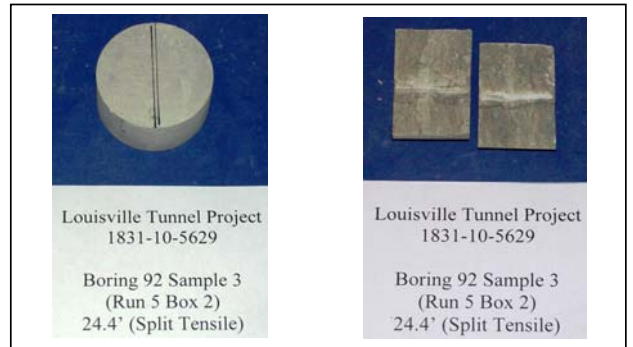 Louisville Tunnel Project
1831-10-5629
Boring 92 Sample 3
(Run 5 Box 2)
24.4' (Split Tensile)
Louisville Tunnel Project
1831-10-5629
Boring 92 Sample 3
(Run 5 Box 2)
24.4' (Split Tensile)